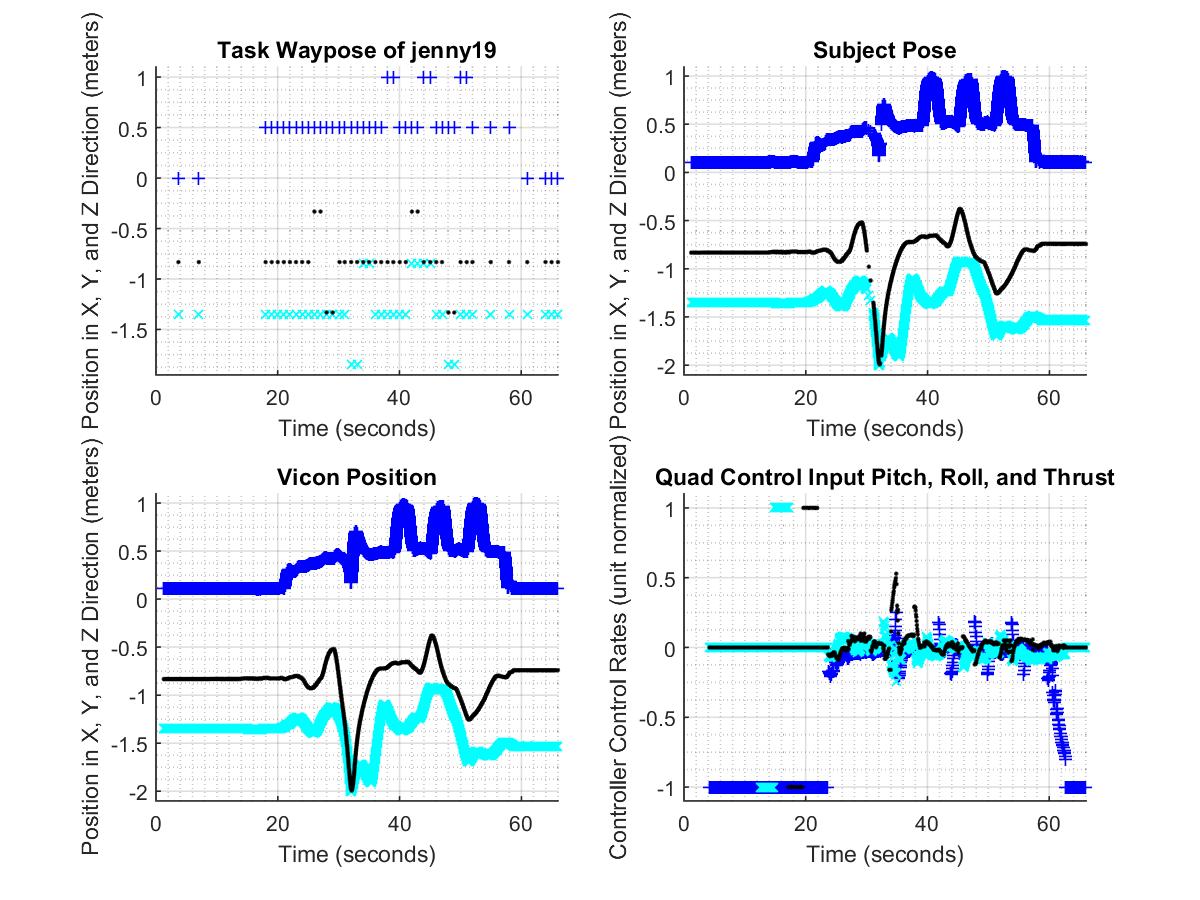 Task Waypose of jenny19
Position in X, Y, and Z Direction (meters)
1
0.5
0
-0.5
-1
-1.5
0 20 40 60
Time (seconds)
Subject Pose
Position in X, Y, and Z Direction (meters)
1
0.5
0
-0.5
-1
-1.5
-2
0 20 40 60
Time (seconds)
Vicon Position
Position in X, Y, and Z Direction (meters)
1
0.5
0
-0.5
-1
-1.5
-2
0 20 40 60
Time (seconds)
Quad Control Input Pitch, Roll, and Thrust
Controller Control Rates (unit normalized)
1
0.5
0
-0.5
-1
0 20 40 60
Time (seconds)